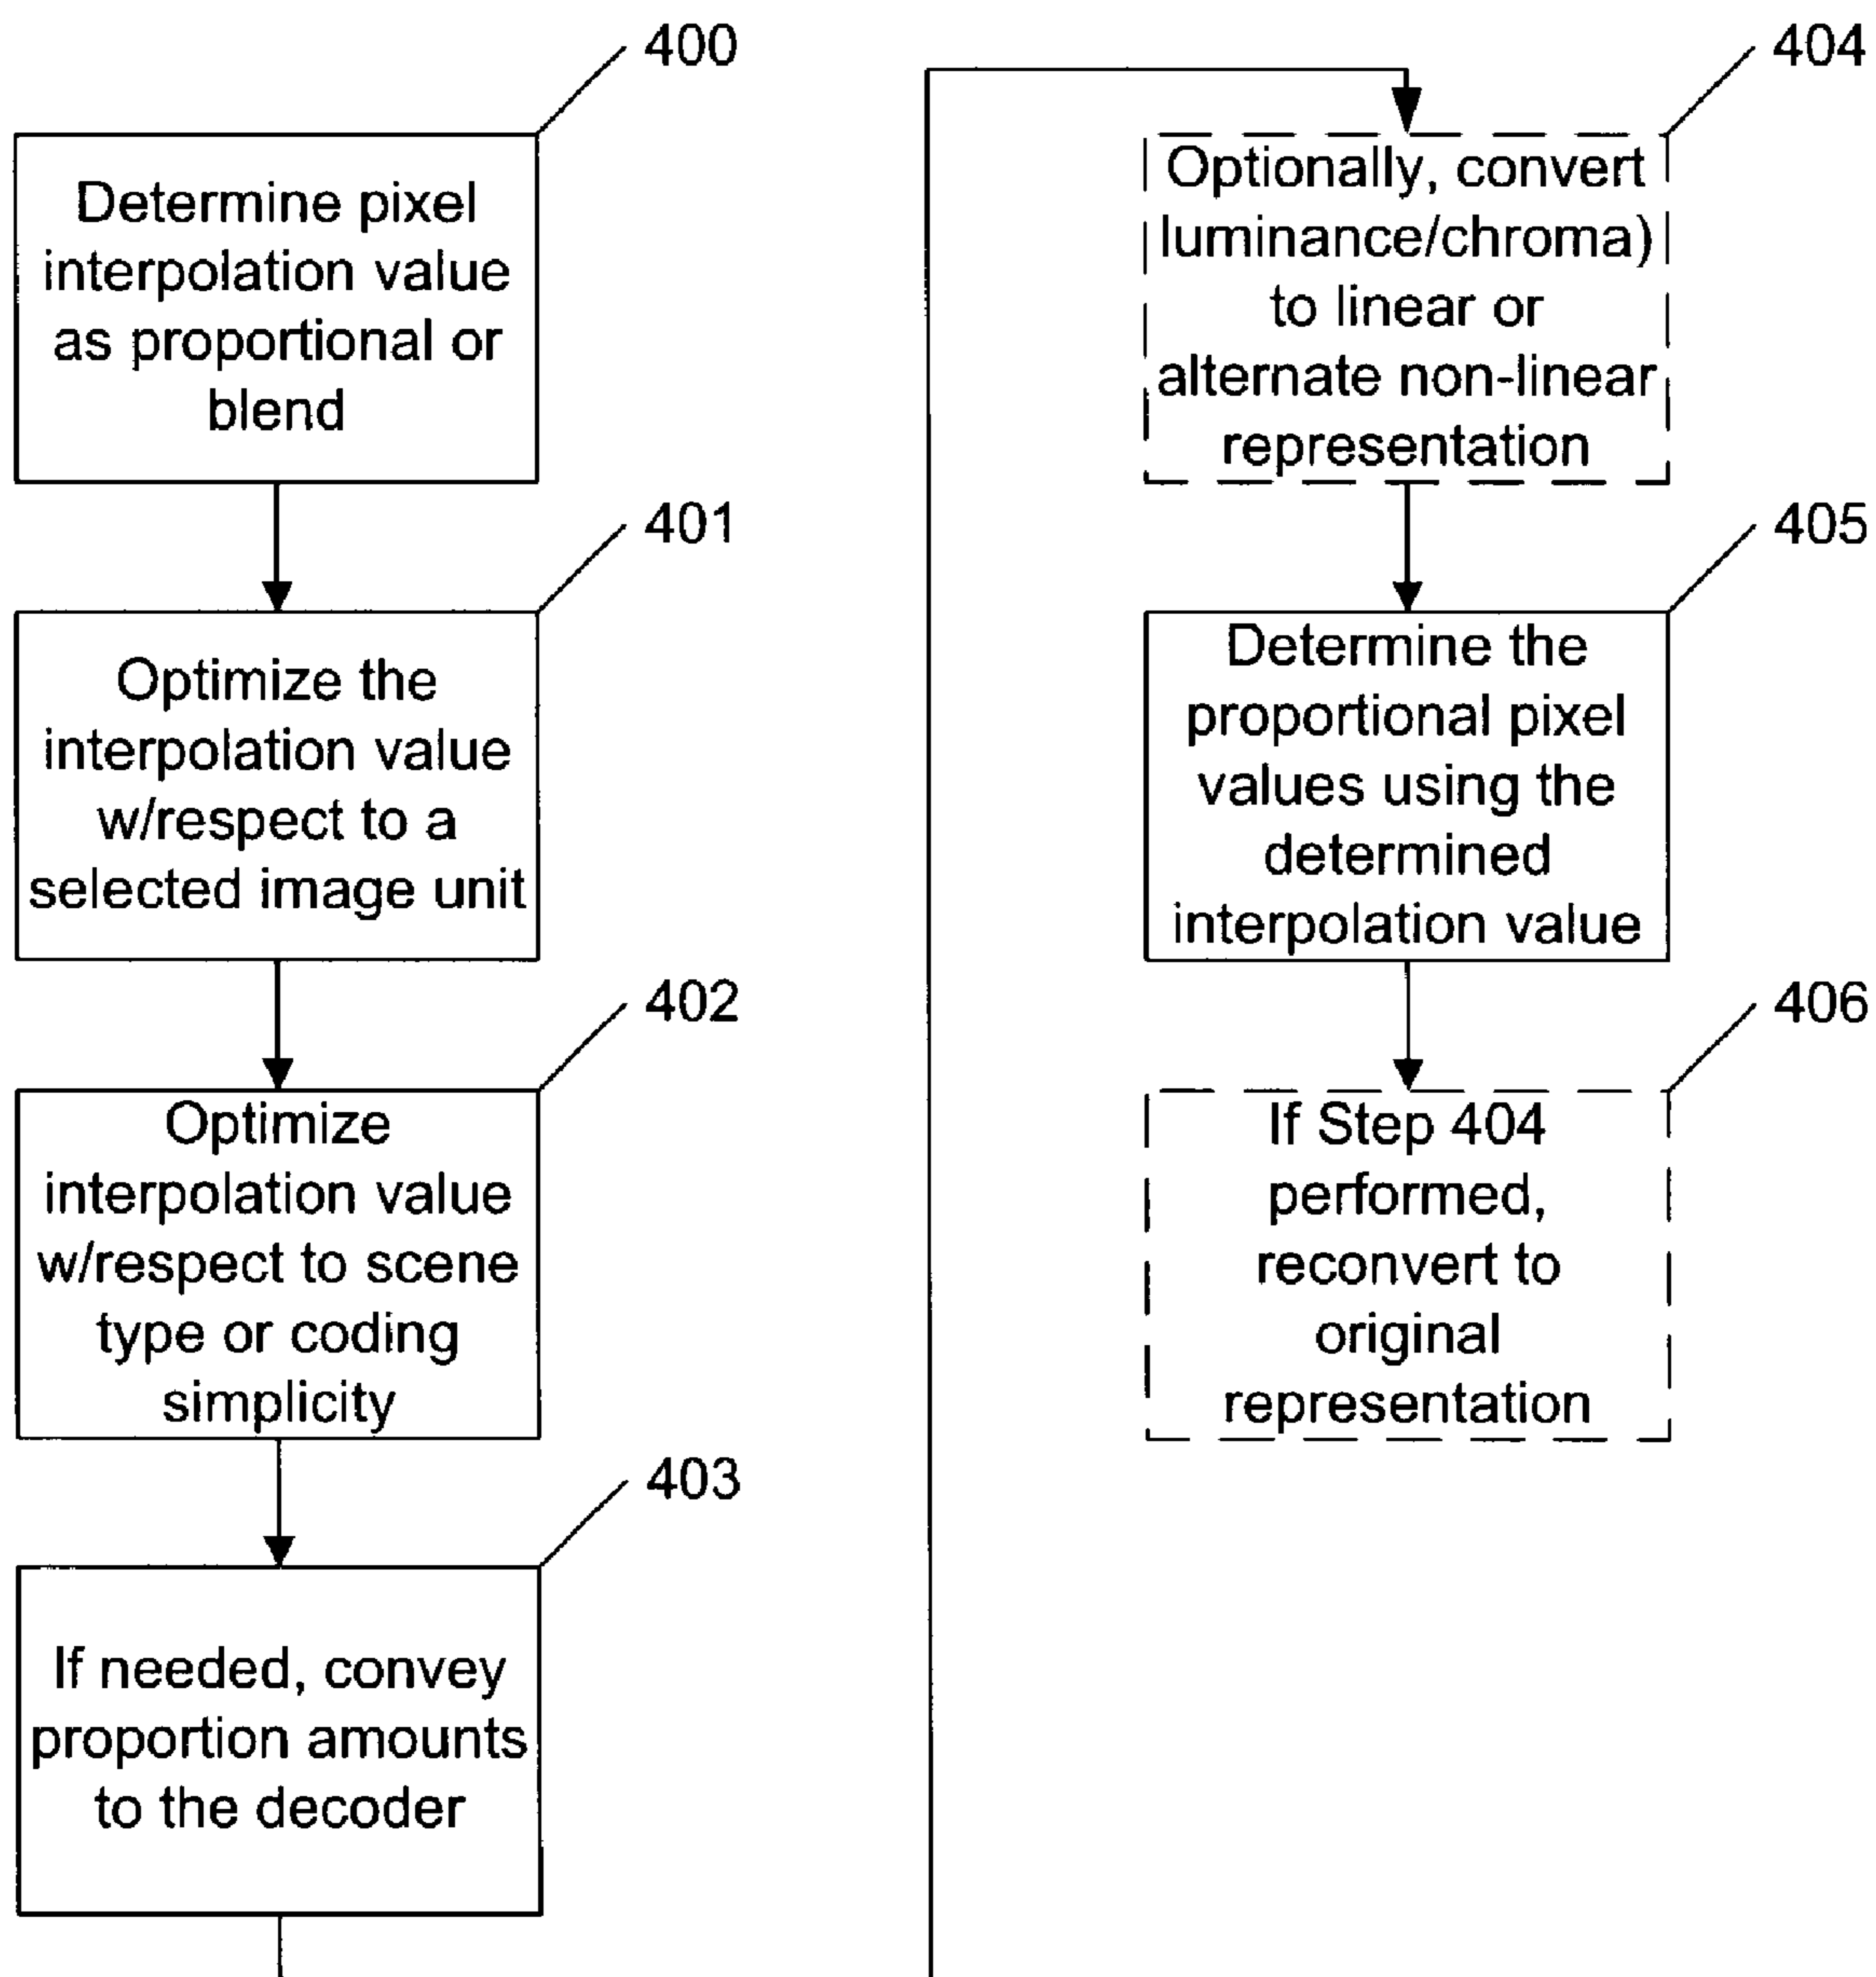 400
Determine pixel
interpolation value
as proportional or
blend
401
Optimize the
interpolation value
w/respect to a
selected image unit
402
Optimize
interpolation value
w/respect to scene
type or coding
simplicity
403
If needed, convey
proportion amounts
to the decoder
404
Optionally, convert
luminance/chroma)
to linear or
alternate non-linear
representation
405
Determine the
proportional pixel
values using the
determined
interpolation value
406
If Step 404
performed,
reconvert to
original
representation